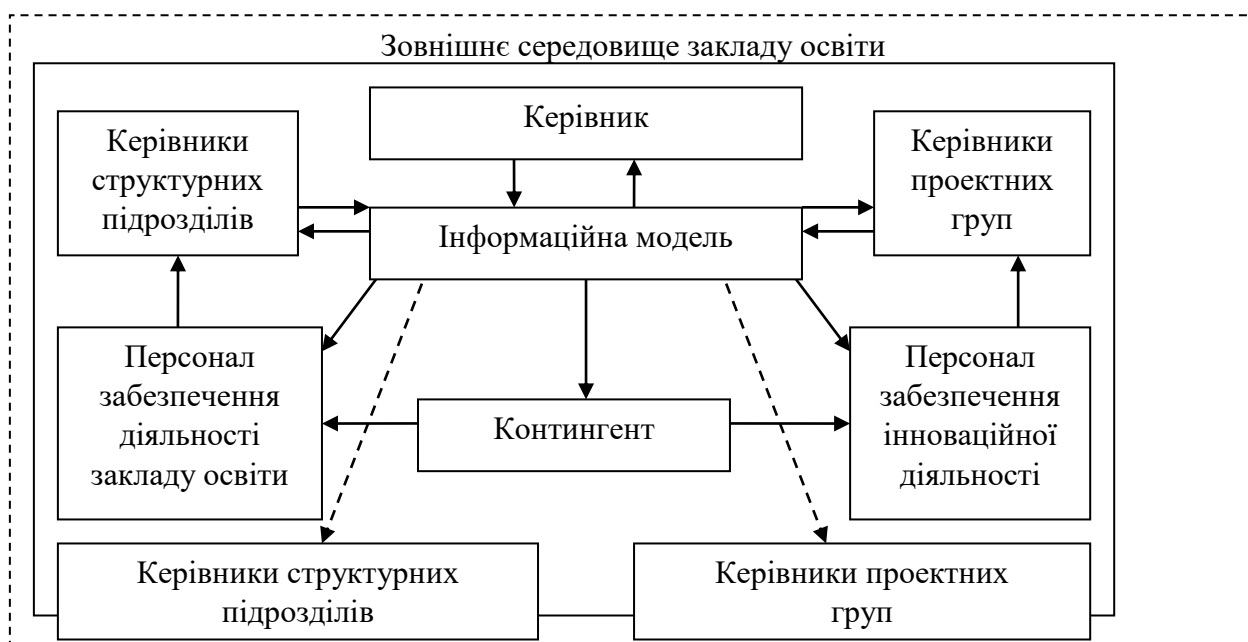 Зовнішнє середовище закладу освіти
Керівник
Керівники
структурних
підрозділів
Керівники
проектних
груп
Інформаційна модель
Персонал
забезпечення
діяльності
закладу освіти
Контингент
Персонал
забезпечення
інноваційної
діяльності
Керівники структурних
підрозділів
Керівники проектних
груп